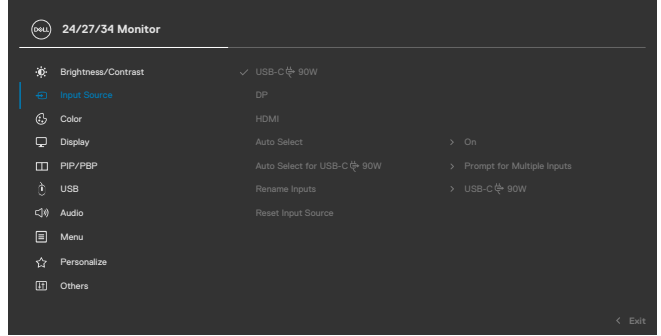 DELL 24/27/34 Monitor
Brightness/Contrast ✓ USB-C 90W
Input Source DP
Color HDMI
Display Auto Select > On
PIP/PBP Auto Select for USB-C 90W > Prompt for Multiple Inputs
USB Rename Inputs > USB-C 90W
Audio Reset Input Source
Menu
Personalize
Others
< Exit